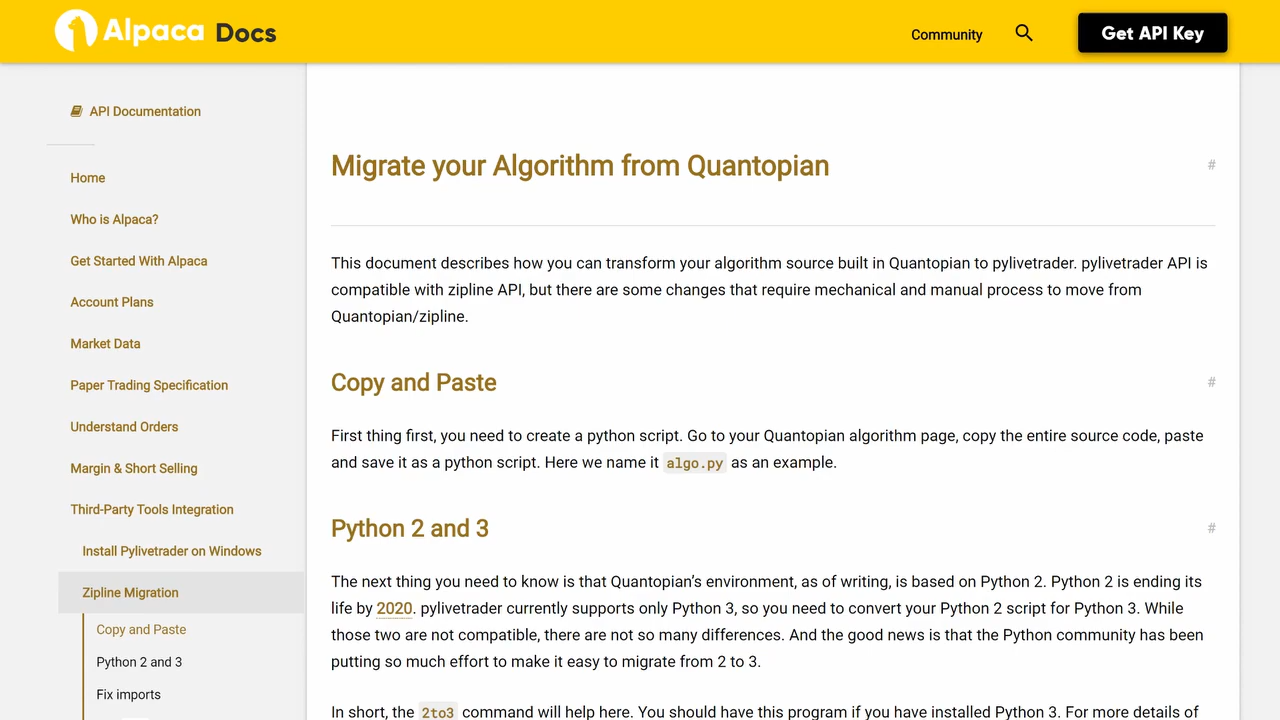 Alpaca Docs
Community
Get API Key
API Documentation
Home
Who is Alpaca?
Get Started With Alpaca
Account Plans
Market Data
Paper Trading Specification
Understand Orders
Margin & Short Selling
Third-Party Tools Integration
Install Pylivetrader on Windows
Zipline Migration
Copy and Paste
Python 2 and 3
Fix imports
Migrate your Algorithm from Quantopian #
This document describes how you can transform your algorithm source built in Quantopian to pylivetrader. pylivetrader API is
compatible with zipline API, but there are some changes that require mechanical and manual process to move from
Quantopian/zipline.
Copy and Paste #
First thing first, you need to create a python script. Go to your Quantopian algorithm page, copy the entire source code, paste
and save it as a python script. Here we name it algo.py as an example.
Python 2 and 3 #
The next thing you need to know is that Quantopian’s environment, as of writing, is based on Python 2. Python 2 is ending its
life by 2020. pylivetrader currently supports only Python 3, so you need to convert your Python 2 script for Python 3. While
those two are not compatible, there are not so many differences. And the good news is that the Python community has been
putting so much effort to make it easy to migrate from 2 to 3.
In short, the 2to3 command will help here. You should have this program if you have installed Python 3. For more details of